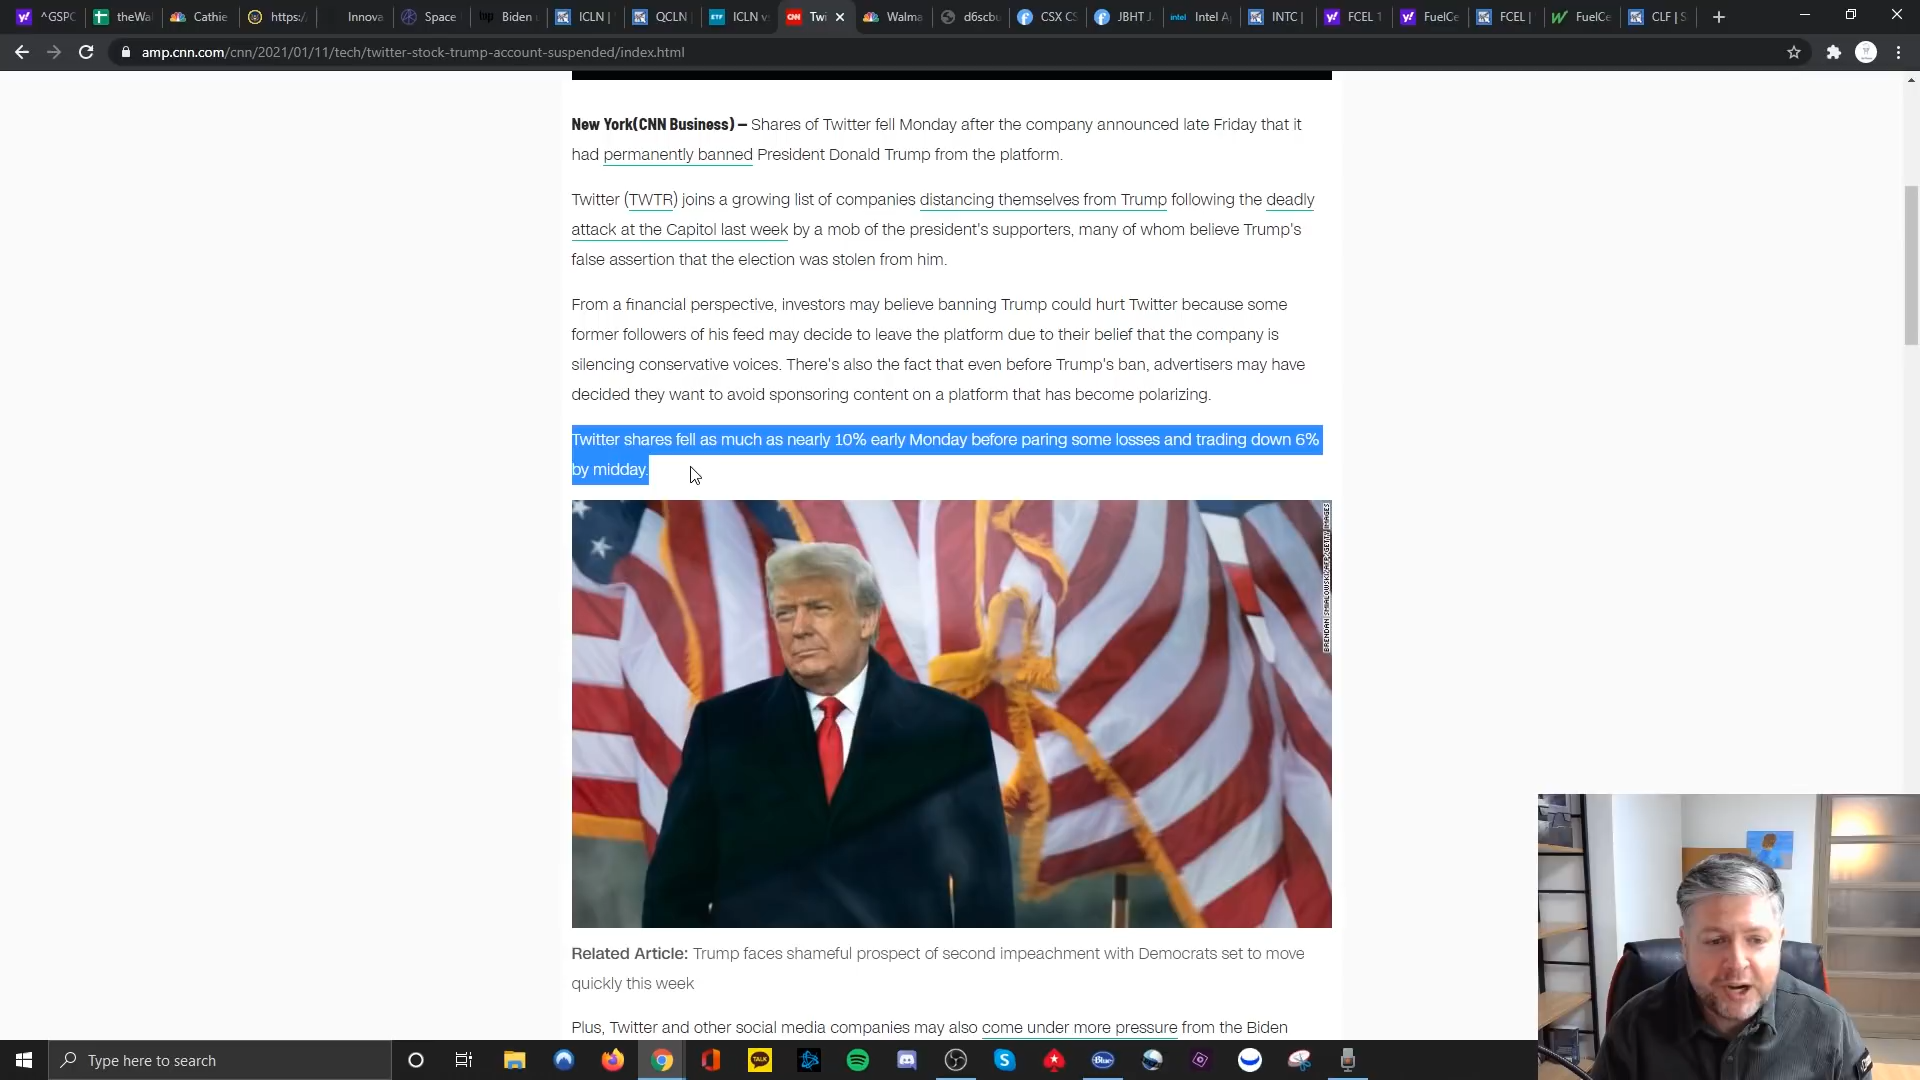 ^GSPC
theWal
Cathie
https:/
Innova
Space
Biden
ICLN |
QCLN
ICLN v
Twi
Walma
d6scbu
CSX CS
JBHT J
Intel A
INTC |
FCEL 1
FuelCe
FCEL |
FuelCe
CLF | S
amp.cnn.com/cnn/2021/01/11/tech/twitter-stock-trump-account-suspended/index.html
New York(CNN Business) — Shares of Twitter fell Monday after the company announced late Friday that it
had permanently banned President Donald Trump from the platform.
Twitter (TWTR) joins a growing list of companies distancing themselves from Trump following the deadly
attack at the Capitol last week by a mob of the president's supporters, many of whom believe Trump's
false assertion that the election was stolen from him.
From a financial perspective, investors may believe banning Trump could hurt Twitter because some
former followers of his feed may decide to leave the platform due to their belief that the company is
silencing conservative voices. There's also the fact that even before Trump's ban, advertisers may have
decided they want to avoid sponsoring content on a platform that has become polarizing.
Twitter shares fell as much as nearly 10% early Monday before paring some losses and trading down 6%
by midday.
BRENDAN SMIALOWSKI/AFP/GETTY IMAGES
Related Article: Trump faces shameful prospect of second impeachment with Democrats set to move
quickly this week
Plus, Twitter and other social media companies may also come under more pressure from the Biden
Type here to search